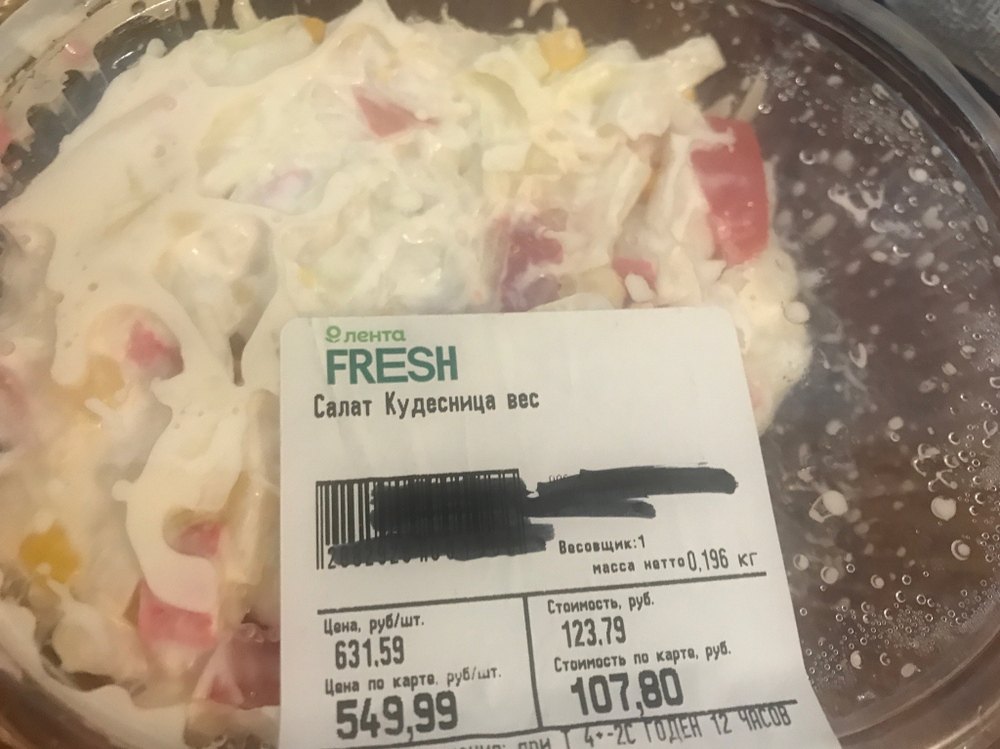 лента
FRESH
Салат Кудесница вес
Весовщик:1
масса нетто 0,196 кг
Цена, руб/шт.
631.59
Цена по карте. руб/шт.
549,99
Стоимость, руб.
123.79
Стоимость по карте, руб.
107,80
при T 4+-2С ГОДЕН 12 ЧАСОВ